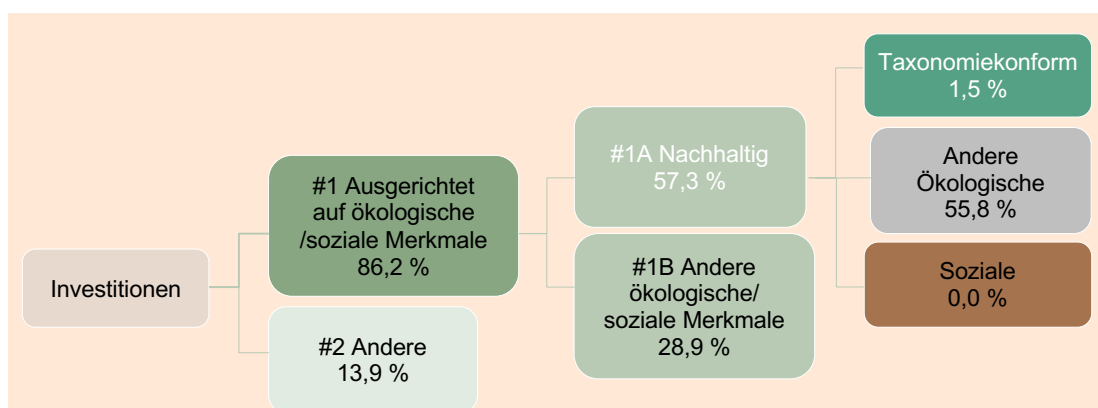 Investitionen
#1 Ausgerichtet
auf ökologische
/soziale Merkmale
86,2 %
#2 Andere
13,9 %
#1A Nachhaltig
57,3 %
#1B Andere
ökologische/
soziale Merkmale
28,9 %
Taxonomiekonform
1,5 %
Andere
Ökologische
55,8 %
Soziale
0,0 %